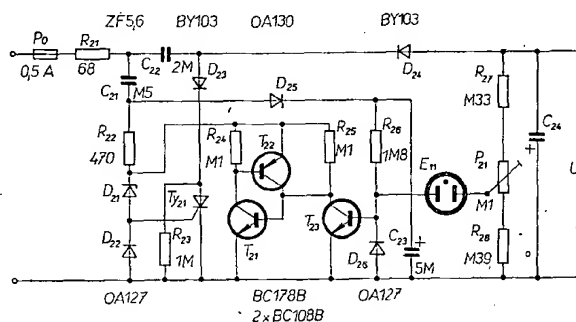 ZF5,6 BY103 OA130 BY103
Po R21
0,5 A 68
C22 2M D23
D24
C21 M5
D25
R27
M33
C24
+
R22
470
R24
M1
T22
R25
M1
R26
1M8
E11
P21
M1
D21
Ty21
D22
R23
1M
T21
T23
C23 +
5M
D26
R28
M39
U
OA127 BC178B OA127
2×BC108B